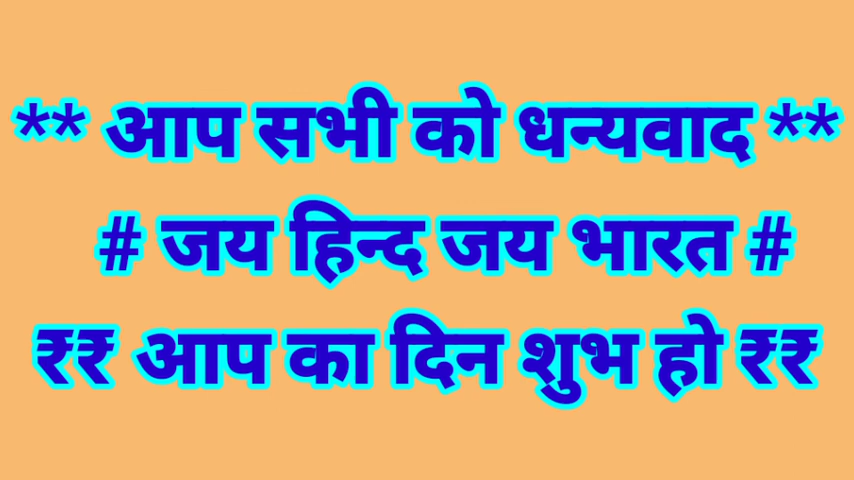 ** आप सभी को धन्यवाद **
# जय हिन्द जय भारत #
₹₹ आप का दिन शुभ हो ₹₹